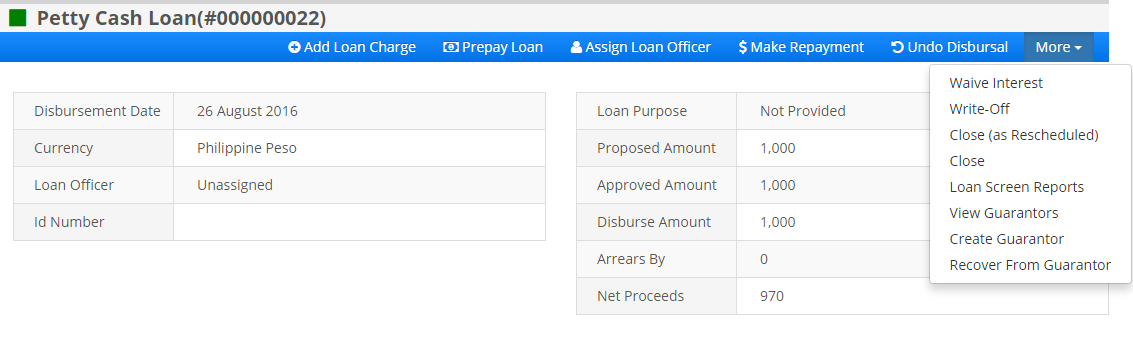 Petty Cash Loan(#000000022)
Add Loan Charge Prepay Loan Assign Loan Officer $ Make Repayment Undo Disbursal More
Waive Interest
Write-Off
Close (as Rescheduled)
Close
Loan Screen Reports
View Guarantors
Create Guarantor
Recover From Guarantor
Disbursement Date 26 August 2016
Currency Philippine Peso
Loan Officer Unassigned
Id Number
Loan Purpose Not Provided
Proposed Amount 1,000
Approved Amount 1,000
Disburse Amount 1,000
Arrears By 0
Net Proceeds 970